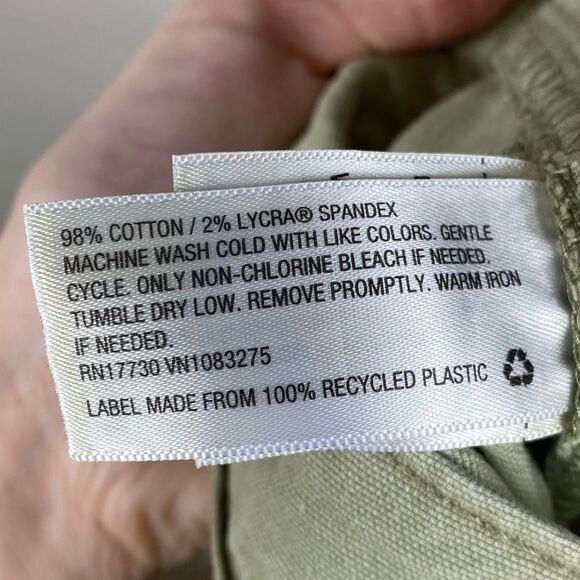 98% COTTON / 2% LYCRA® SPANDEX
MACHINE WASH COLD WITH LIKE COLORS. GENTLE
CYCLE. ONLY NON-CHLORINE BLEACH IF NEEDED.
TUMBLE DRY LOW. REMOVE PROMPTLY. WARM IRON
IF NEEDED.
RN17730 VN1083275
LABEL MADE FROM 100% RECYCLED PLASTIC